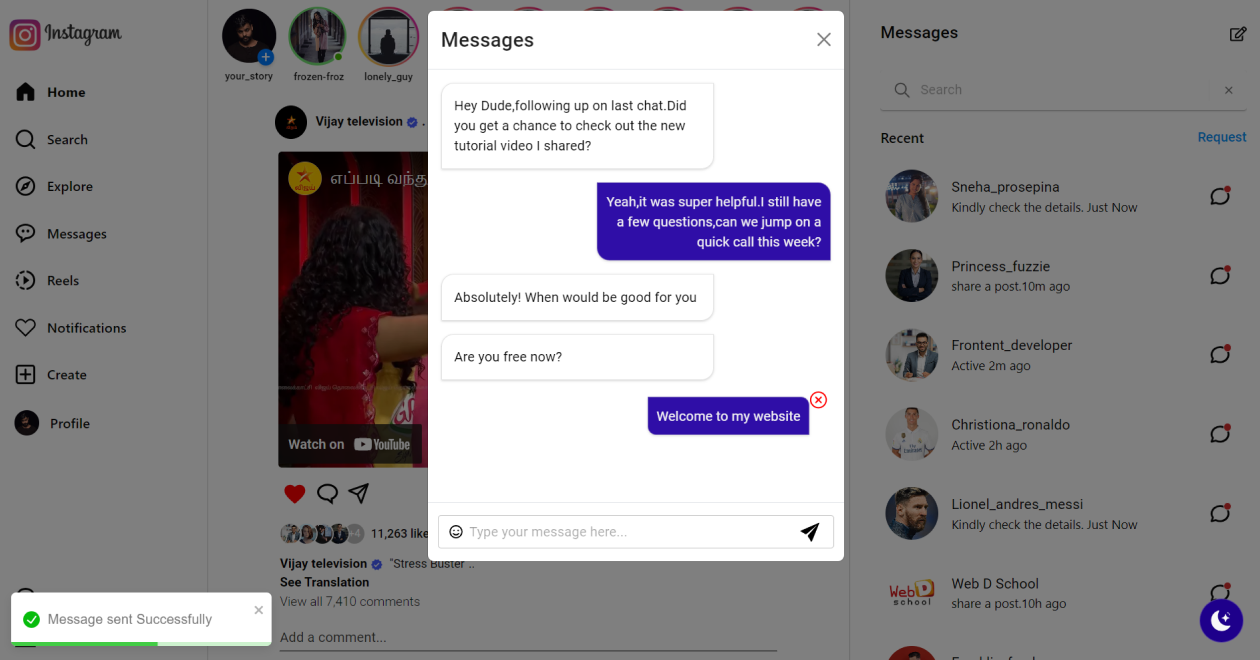 Instagram
Home
Search
Explore
Messages
Reels
Notifications
Create
Profile
your_story
frozen-froz
lonely_guy
Vijay television
விஜய்
எப்படி வந்து
Watch on YouTube
+4
11,263 like
Vijay television "Stress Buster ..
See Translation
View all 7,410 comments
Add a comment...
Message sent Successfully
Messages
Hey Dude,following up on last chat.Did
you get a chance to check out the new
tutorial video I shared?
Yeah,it was super helpful.I still have
a few questions,can we jump on a
quick call this week?
Absolutely! When would be good for you
Are you free now?
Welcome to my website
Type your message here...
Messages
Search
Recent
Request
Sneha_prosepina
Kindly check the details. Just Now
Princess_fuzzie
share a post.10m ago
Frontent_developer
Active 2m ago
Christiona_ronaldo
Active 2h ago
Lionel_andres_messi
Kindly check the details. Just Now
Web D
school
Web D School
share a post.10h ago